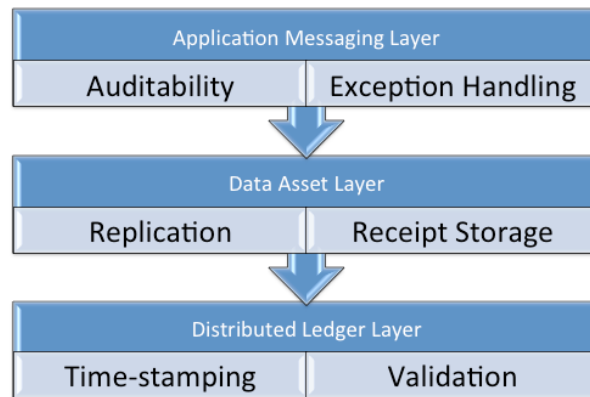 Application Messaging Layer
Auditability Exception Handling
Data Asset Layer
Replication Receipt Storage
Distributed Ledger Layer
Time-stamping Validation